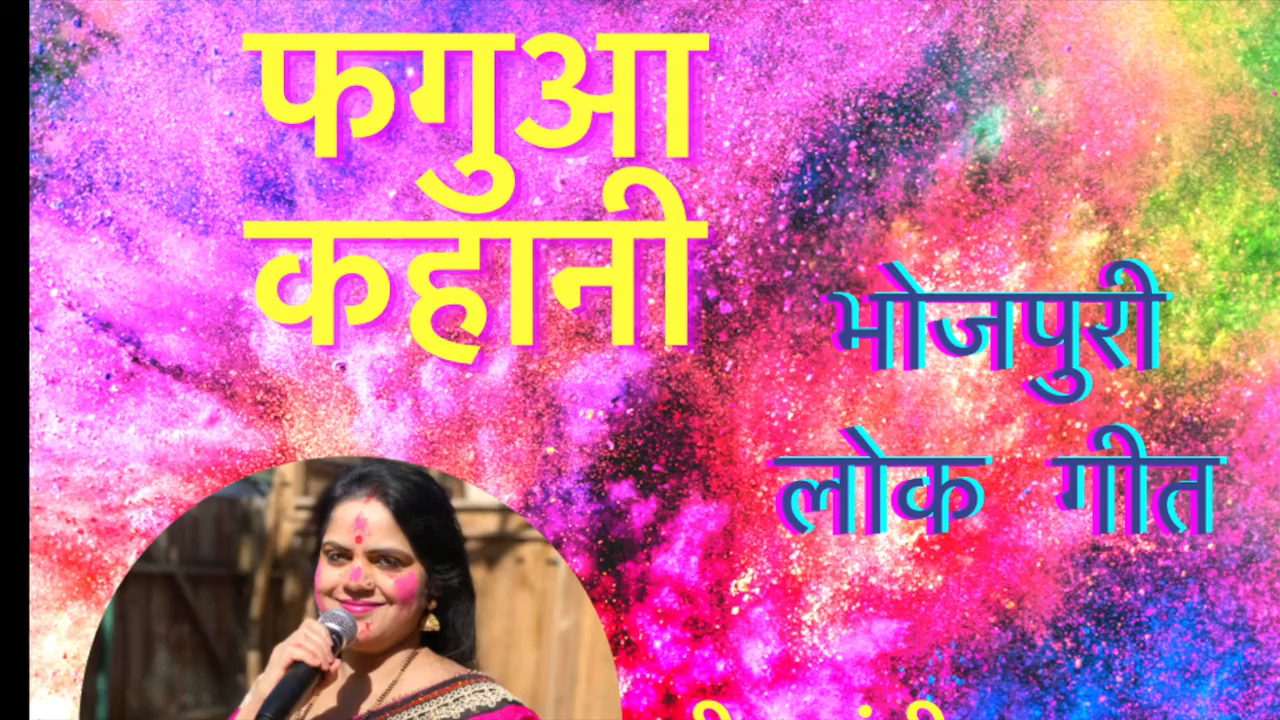 फगुआ
कहानी
भोजपुरी
लोक गीत